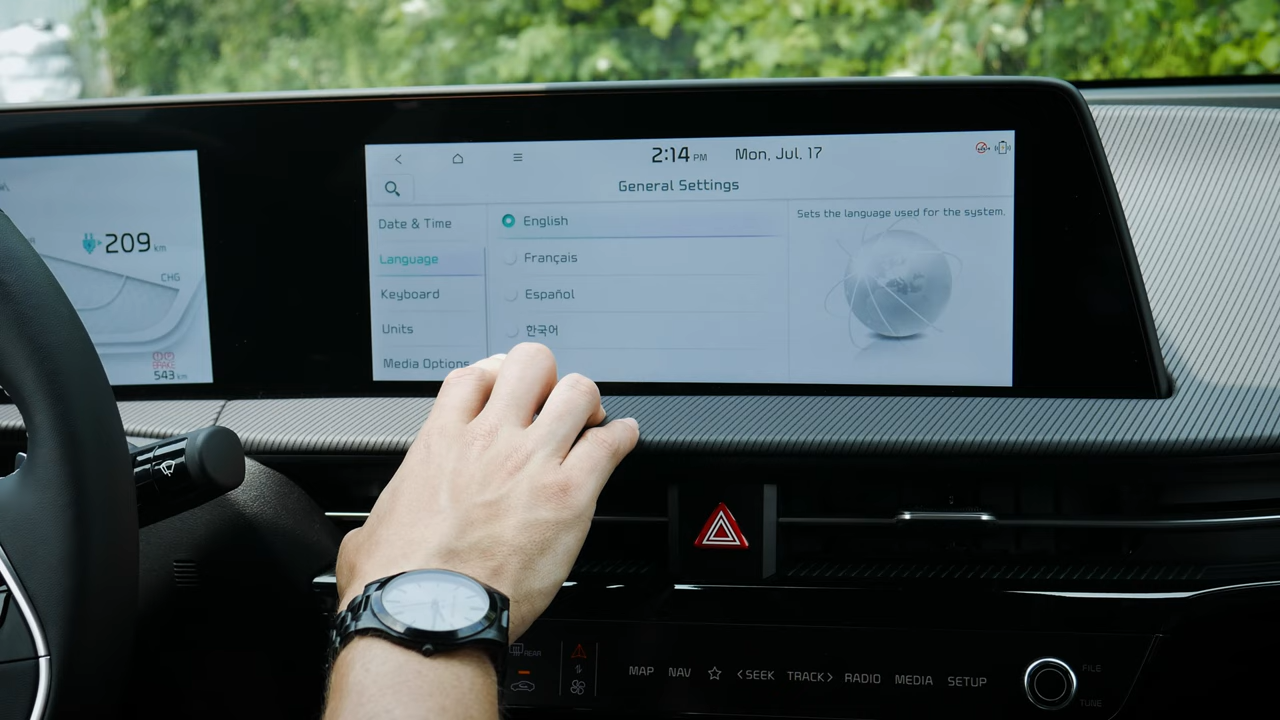 2:14 PM Mon, Jul, 17
General Settings
Date & Time
Language
Keyboard
Units
Media Options
English
Français
Español
한국어
Sets the language used for the system.
209 km
CHG
543 km
REAR
MAP NAV ☆ <SEEK TRACK> RADIO MEDIA SETUP
FILE
TUNE